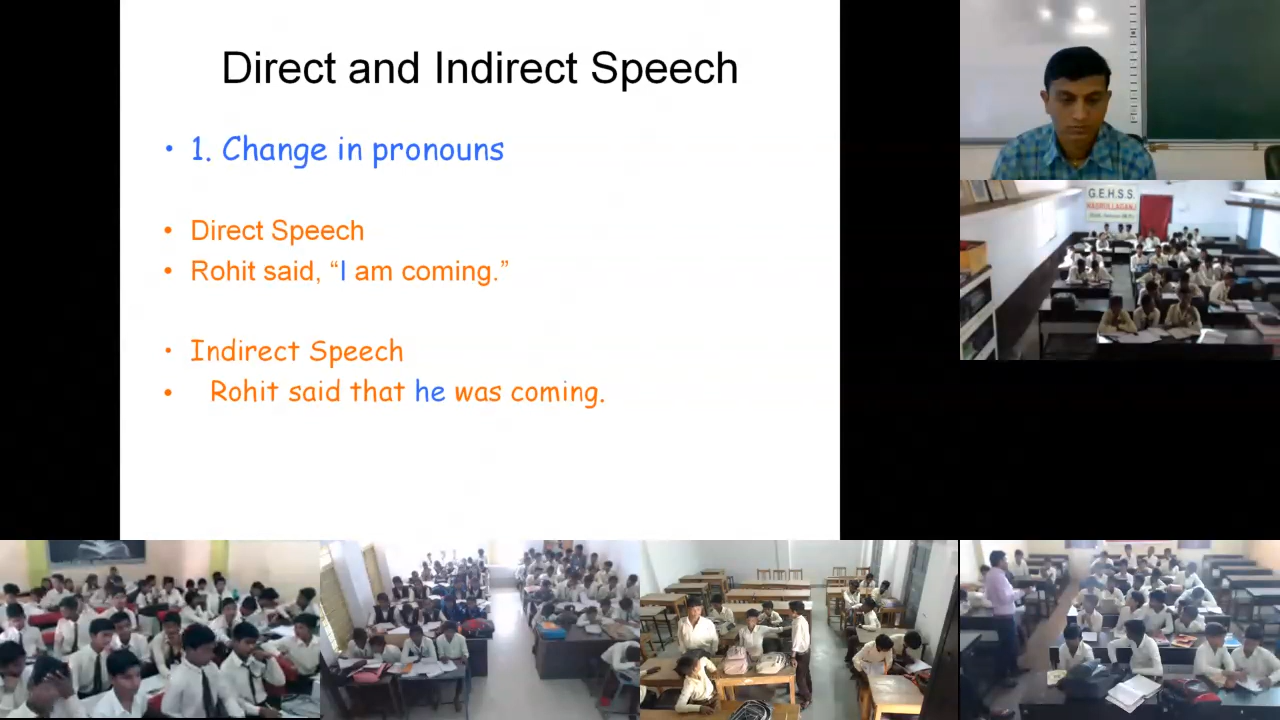 Direct and Indirect Speech
• 1. Change in pronouns
• Direct Speech
• Rohit said, “I am coming.”
• Indirect Speech
• Rohit said that he was coming.
G.E.H.S.S.
NASRULLAGANJ